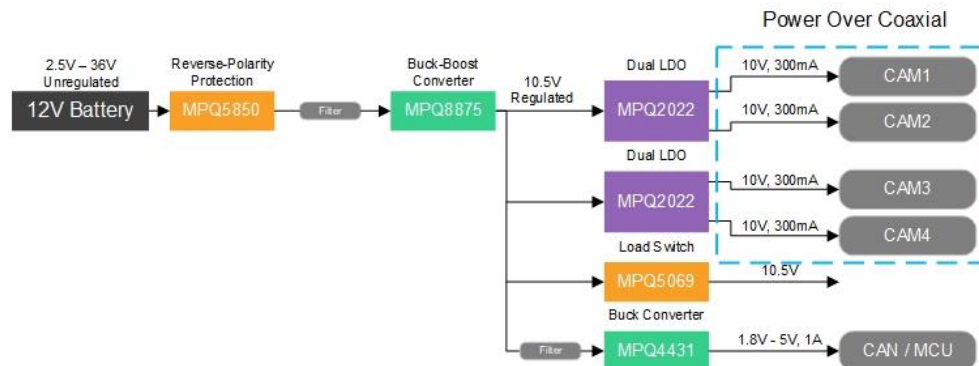 Power Over Coaxial
2.5V – 36V
Unregulated
12V Battery
Reverse-Polarity
Protection
MPQ5850
Filter
Buck-Boost
Converter
MPQ8875
10.5V
Regulated
Dual LDO
MPQ2022
10V, 300mA
CAM1
10V, 300mA
CAM2
Dual LDO
MPQ2022
10V, 300mA
CAM3
10V, 300mA
CAM4
Load Switch
MPQ5069
10.5V
Buck Converter
Filter
MPQ4431
1.8V - 5V, 1A
CAN / MCU